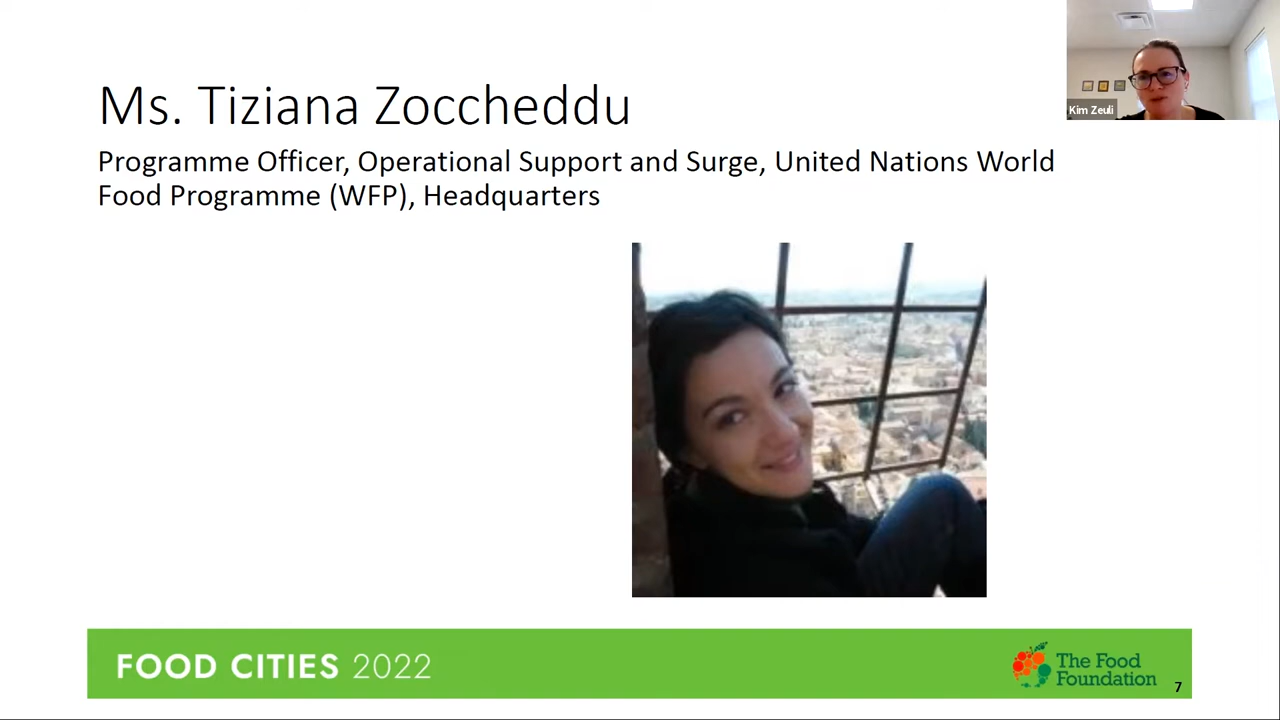 Ms. Tiziana Zoccheddu
Kim Zeuli
Programme Officer, Operational Support and Surge, United Nations World
Food Programme (WFP), Headquarters
FOOD CITIES 2022
The Food
Foundation
7